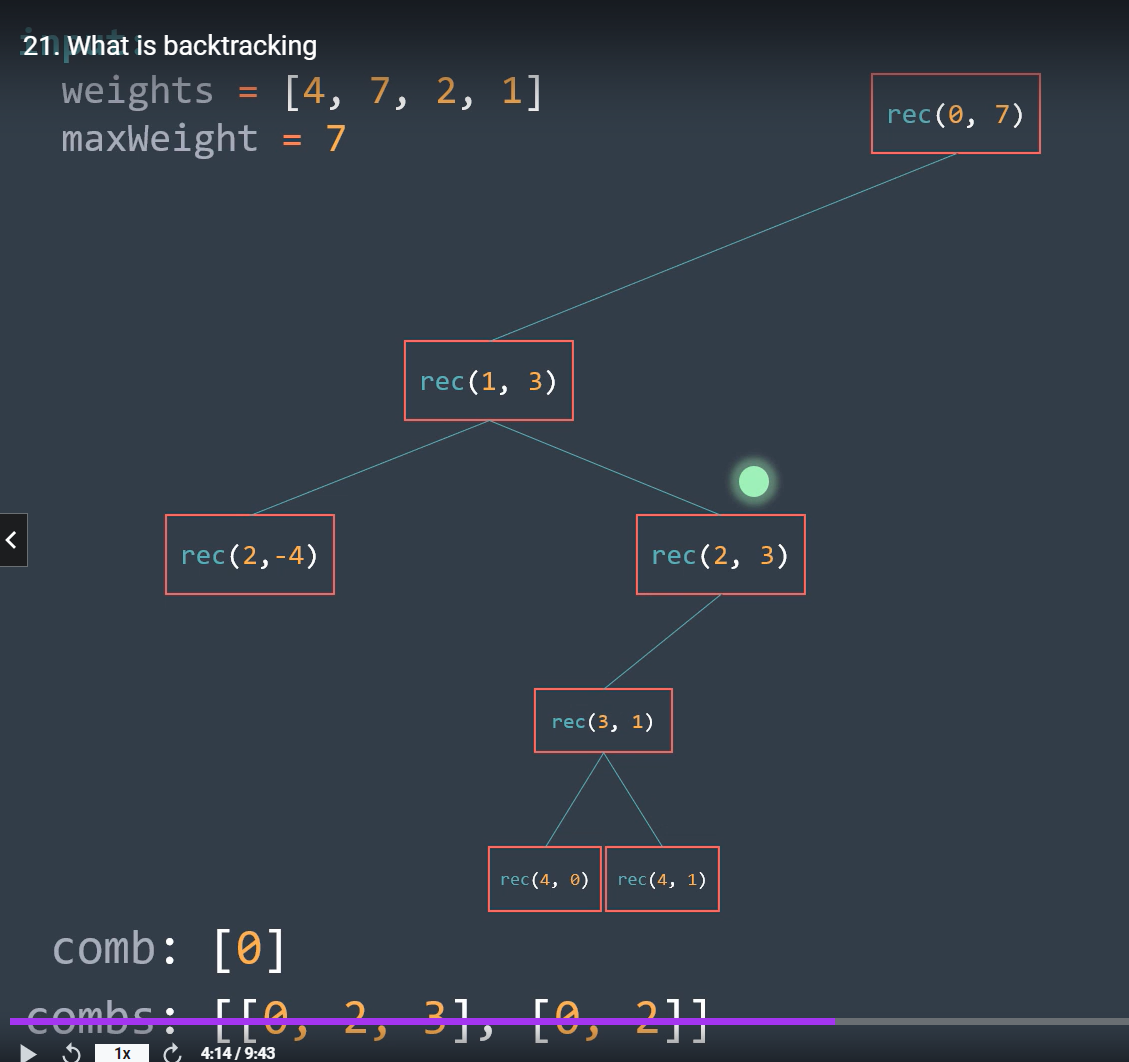 input:
21. What is backtracking
weights = [4, 7, 2, 1]
maxWeight = 7
rec(0, 7)
rec(1, 3)
rec(2,-4)
rec(2, 3)
rec(3, 1)
rec(4, 0)
rec(4, 1)
comb: [0]
combs: [[0, 2, 3], [0, 2]]
1x
4:14 / 9:43